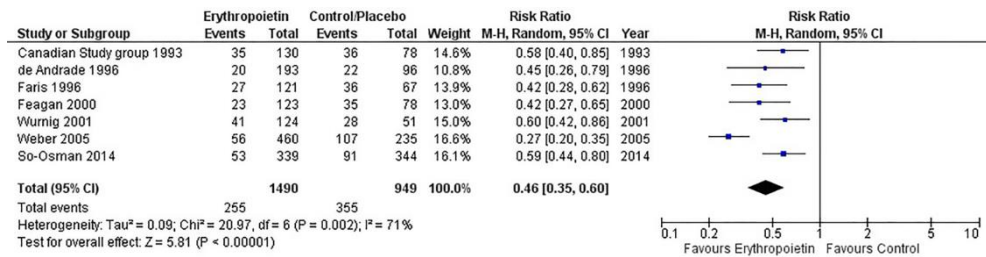 Erythropoietin Control/Placebo Risk Ratio Risk Ratio
Study or Subgroup Events Total Events Total Weight M-H, Random, 95% CI Year M-H, Random, 95% CI
Canadian Study group 1993 35 130 36 78 14.6% 0.58 [0.40, 0.85] 1993
de Andrade 1996 20 193 22 96 10.8% 0.45 [0.26, 0.79] 1996
Faris 1996 27 121 36 67 13.9% 0.42 [0.28, 0.62] 1996
Feagan 2000 23 123 35 78 13.0% 0.42 [0.27, 0.65] 2000
Wurnig 2001 41 124 28 51 15.0% 0.60 [0.42, 0.86] 2001
Weber 2005 56 460 107 235 16.6% 0.27 [0.20, 0.35] 2005
So-Osman 2014 53 339 91 344 16.1% 0.59 [0.44, 0.80] 2014
Total (95% CI) 1490 949 100.0% 0.46 [0.35, 0.60]
Total events 255 355
Heterogeneity: Tau² = 0.09; Chi² = 20.97, df = 6 (P = 0.002); I² = 71%
Test for overall effect: Z = 5.81 (P < 0.00001)
0.1 0.2 0.5 1 2 5 10
Favours Erythropoietin Favours Control